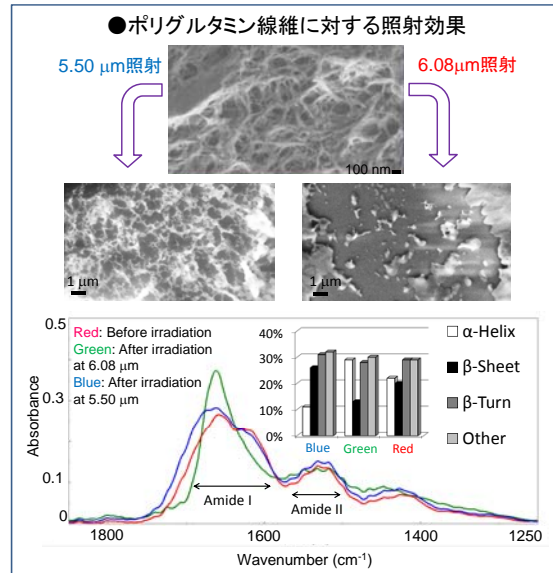 ●ポリグルタミン線維に対する照射効果
5.50 μm照射
6.08μm照射
100 nm
1 μm
1 μm
0.5
0.3
0.1
0
Absorbance
Red: Before irradiation
Green: After irradiation
at 6.08 μm
Blue: After irradiation
at 5.50 μm
40%
30%
20%
10%
0%
Blue
Green
Red
α-Helix
β-Sheet
β-Turn
Other
Amide I
Amide II
1800
1600
1400
1250
Wavenumber (cm⁻¹)